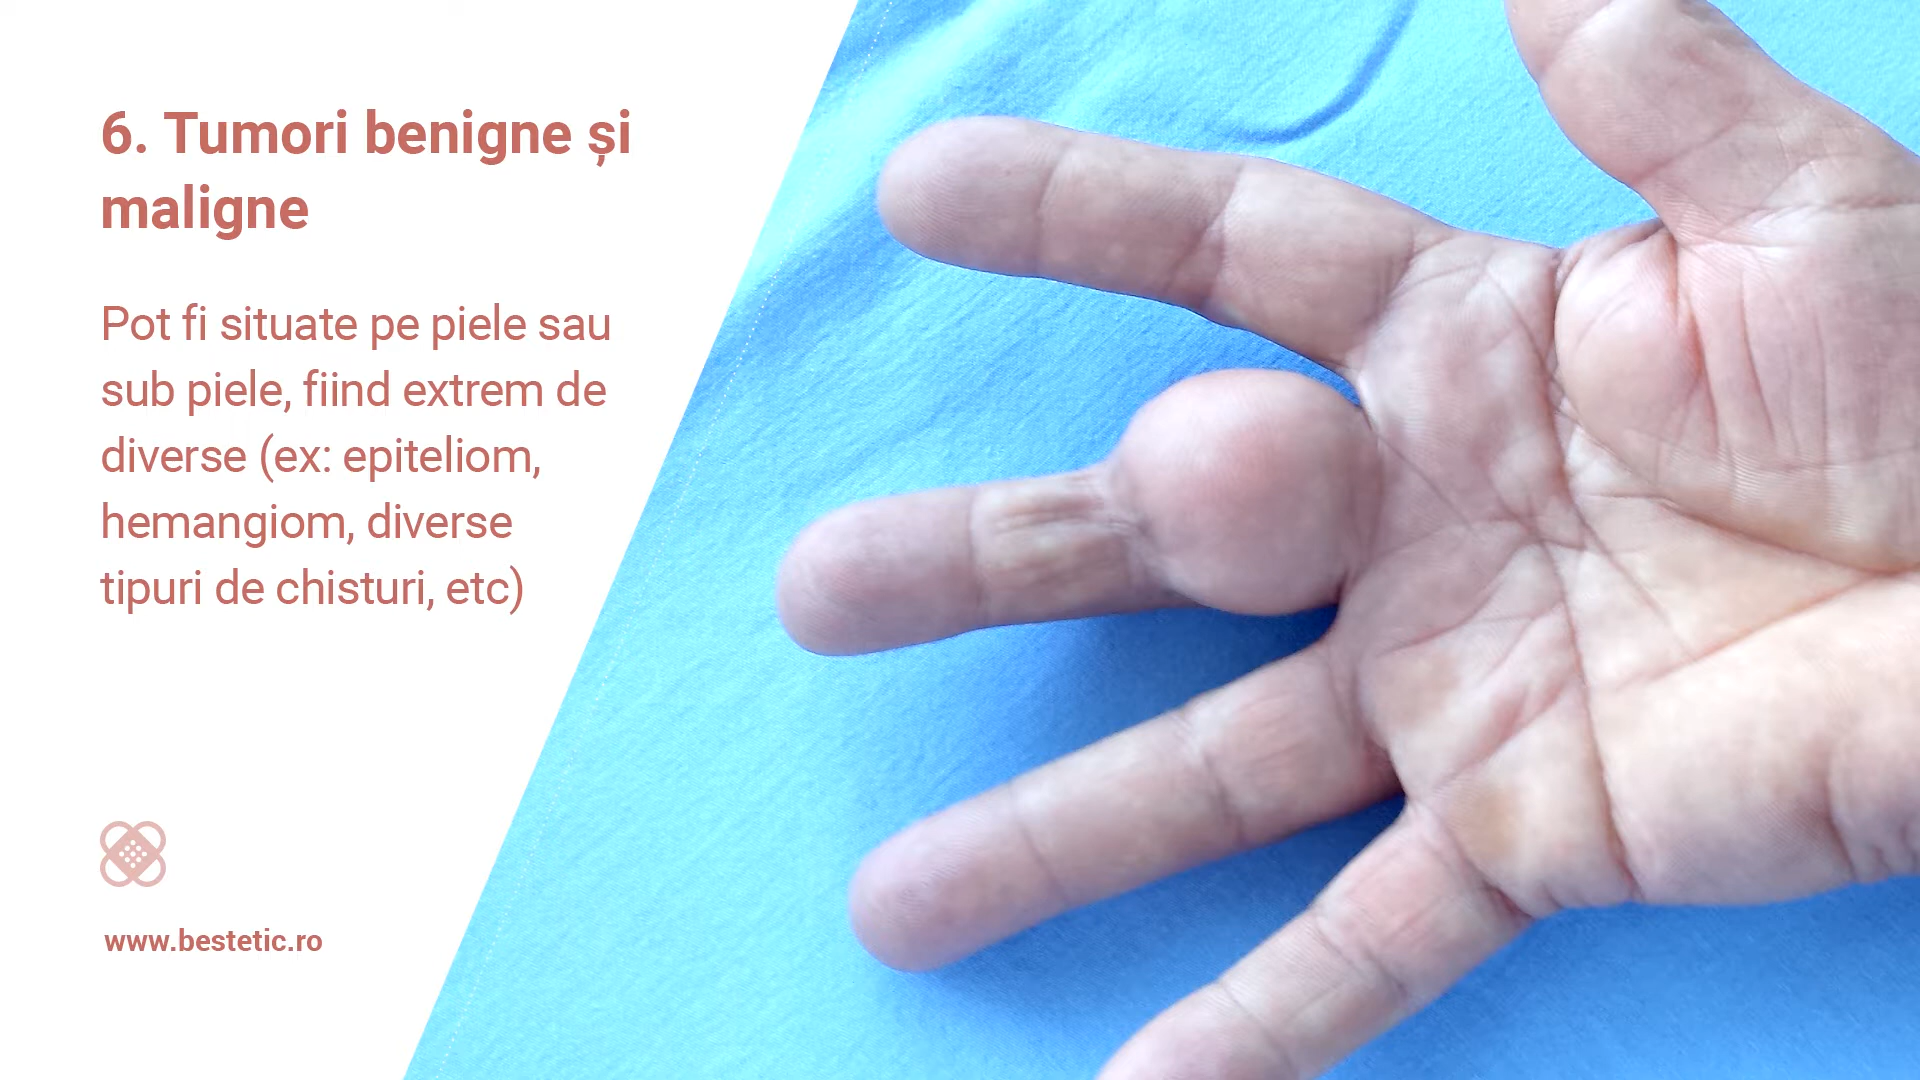 6. Tumori benigne și
maligne
Pot fi situate pe piele sau
sub piele, fiind extrem de
diverse (ex: epiteliom,
hemangiom, diverse
tipuri de chisturi, etc)
www.bestetic.ro